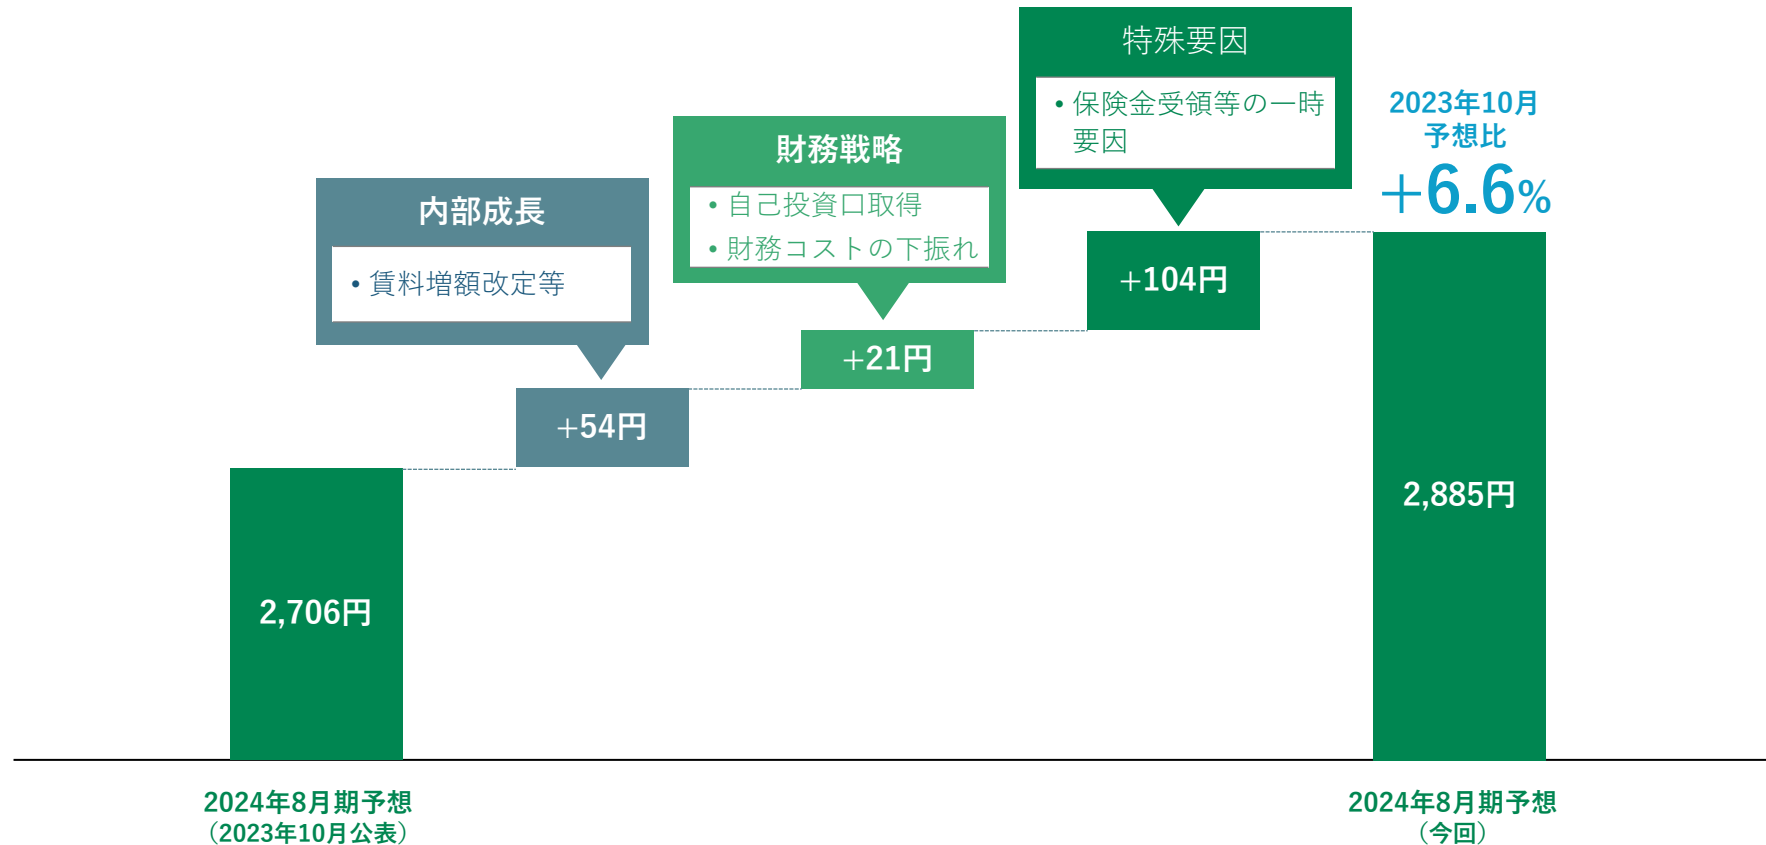 特殊要因
• 保険金受領等の一時
要因
2023年10月
予想比
+6.6%
財務戦略
• 自己投資口取得
• 財務コストの下振れ
内部成長
• 賃料増額改定等
+104円
+21円
+54円
2,706円
2,885円
2024年8月期予想
（2023年10月公表）
2024年8月期予想
（今回）